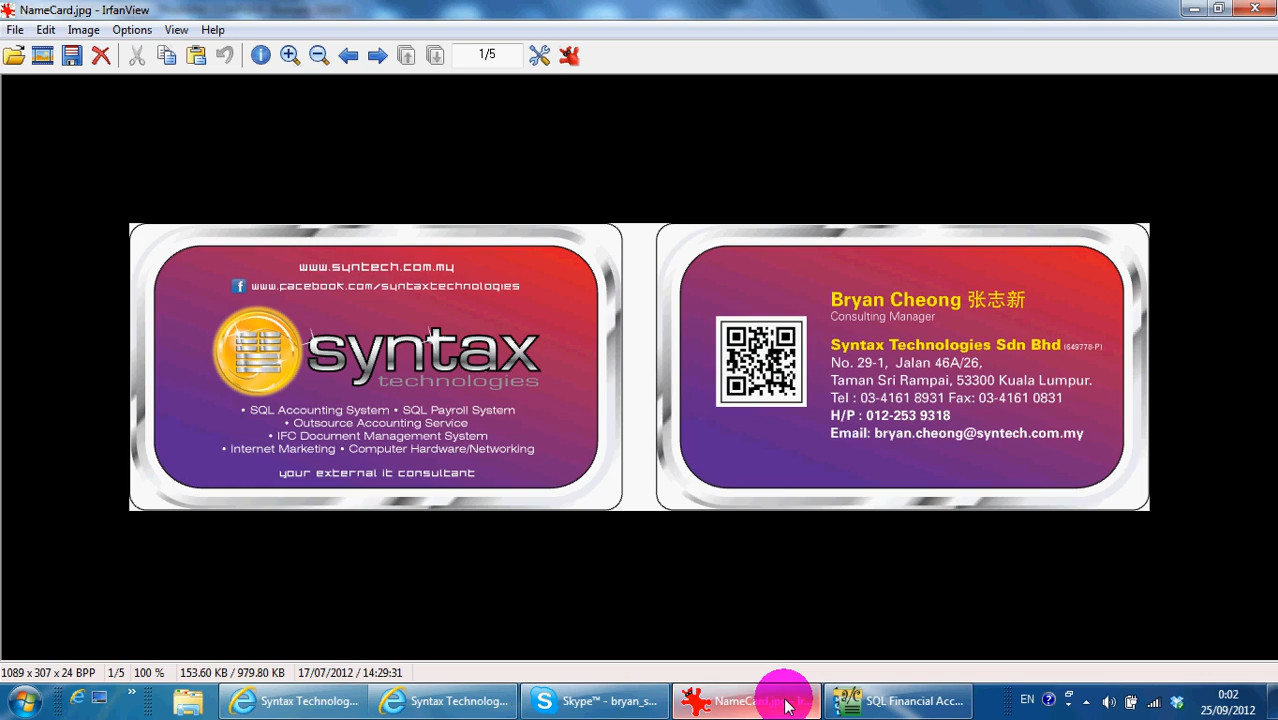 NameCard.jpg - IrfanView
File Edit Image Options View Help
1/5
www.syntech.com.my
f www.facebook.com/syntaxtechnologies
syntax
technologies
• SQL Accounting System • SQL Payroll System
• Outsource Accounting Service
• IFC Document Management System
• Internet Marketing • Computer Hardware/Networking
your external it consultant
Bryan Cheong 张志新
Consulting Manager
Syntax Technologies Sdn Bhd (649778-P)
No. 29-1, Jalan 46A/26,
Taman Sri Rampai, 53300 Kuala Lumpur.
Tel : 03-4161 8931 Fax: 03-4161 0831
H/P : 012-253 9318
Email: bryan.cheong@syntech.com.my
1089 x 307 x 24 BPP 1/5 100 % 153.60 KB / 979.80 KB 17/07/2012 / 14:29:31
Syntax Technolog... Syntax Technolog... Skype™ - bryan_s... NameCard.jpg SQL Financial Acc... EN 0:02
25/09/2012